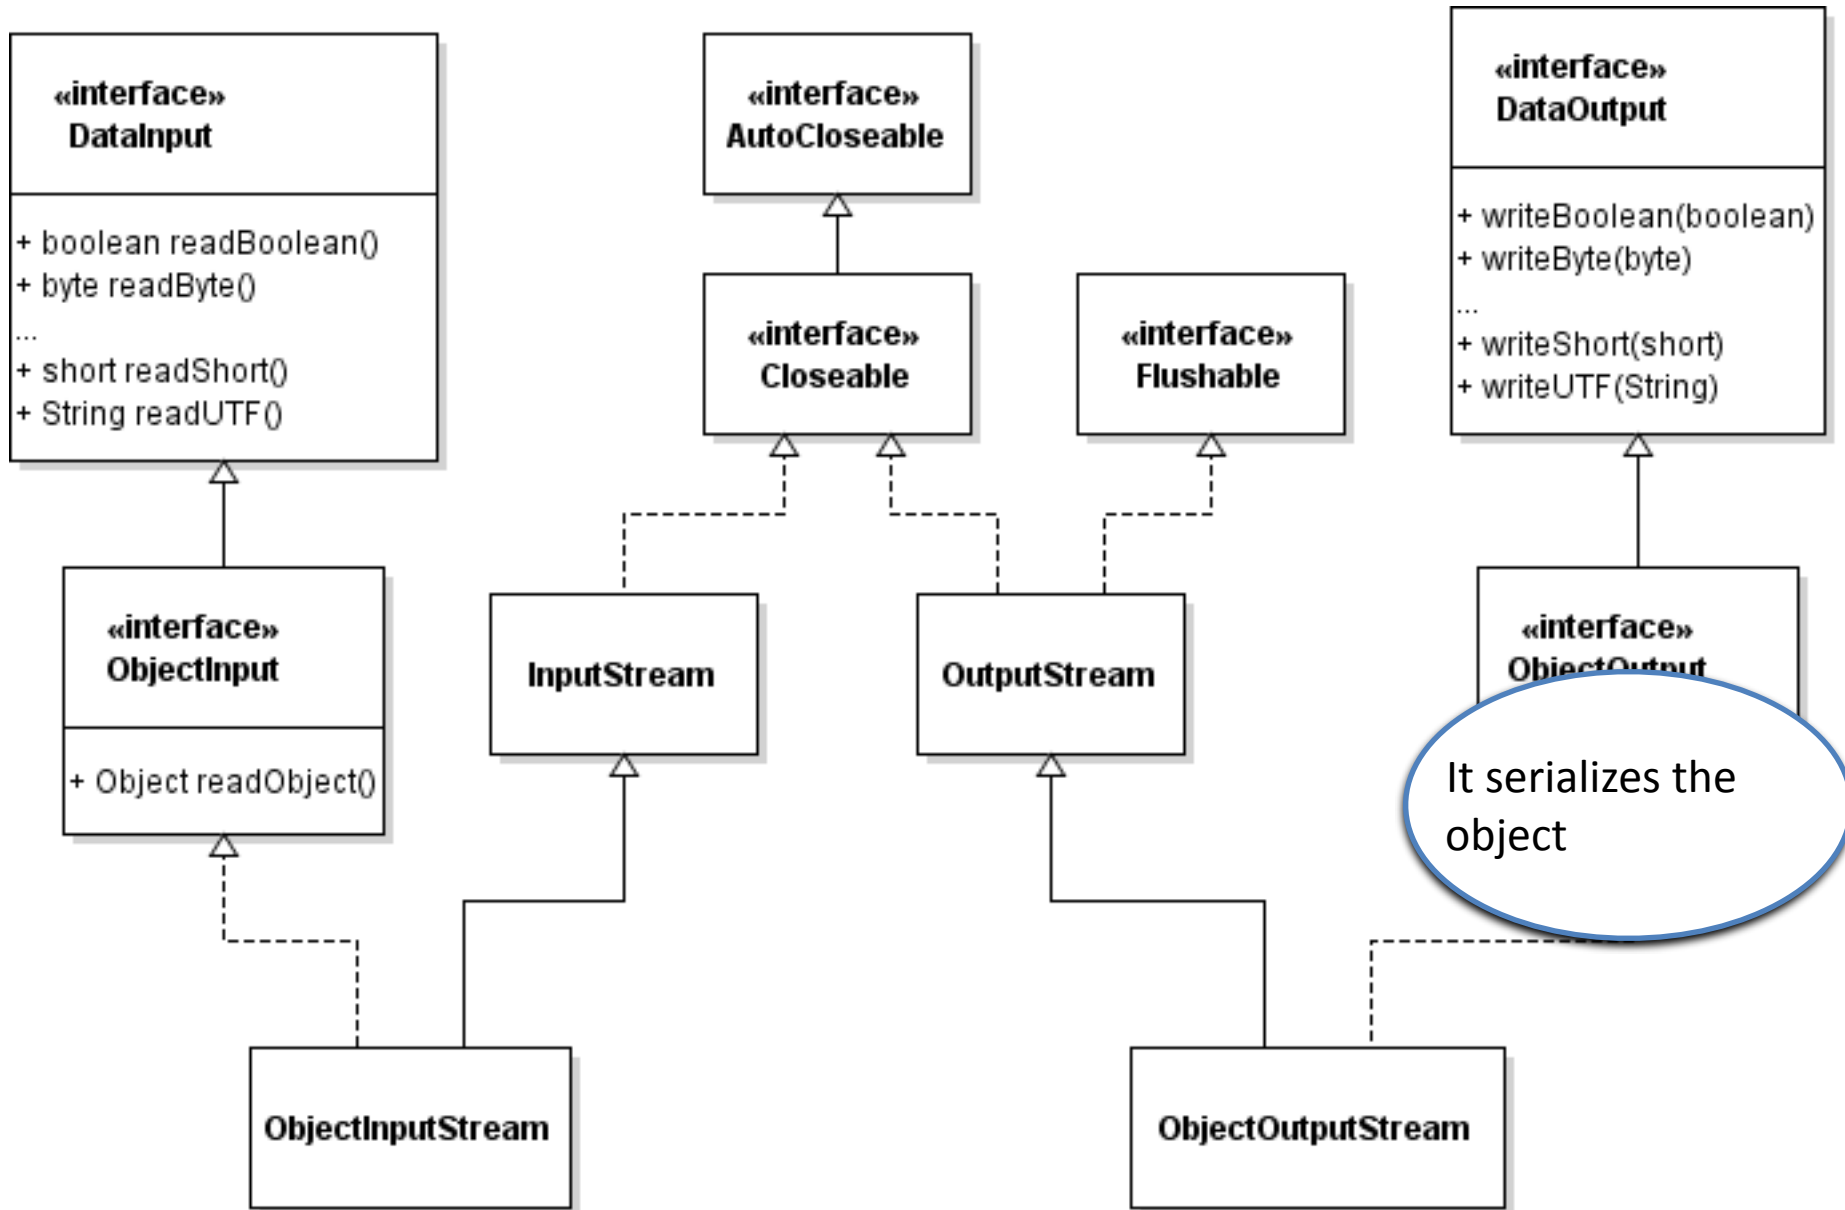 «interface»
DataInput
+ boolean readBoolean()
+ byte readByte()
...
+ short readShort()
+ String readUTF()
«interface»
AutoCloseable
«interface»
DataOutput
+ writeBoolean(boolean)
+ writeByte(byte)
...
+ writeShort(short)
+ writeUTF(String)
«interface»
Closeable
«interface»
Flushable
«interface»
ObjectInput
+ Object readObject()
InputStream
OutputStream
«interface»
ObjectOutput
It serializes the
object
ObjectInputStream
ObjectOutputStream